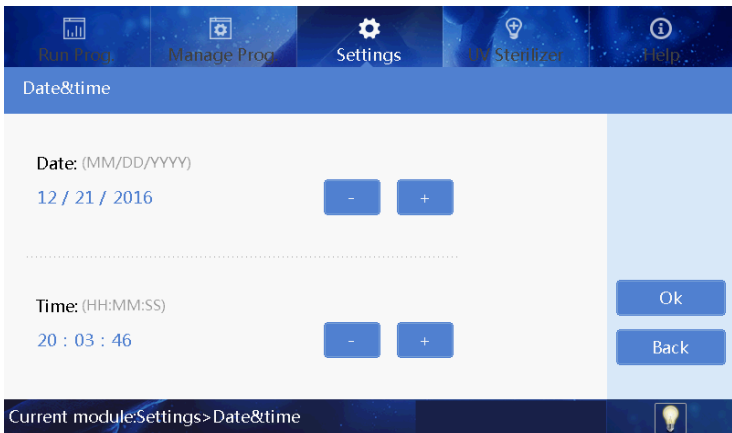 Run Prog. Manage Prog. Settings UV Sterilizer Help
Date&time
Date: (MM/DD/YYYY)
12 / 21 / 2016
- +
Time: (HH:MM:SS)
20 : 03 : 46
- +
Ok
Back
Current module:Settings>Date&time